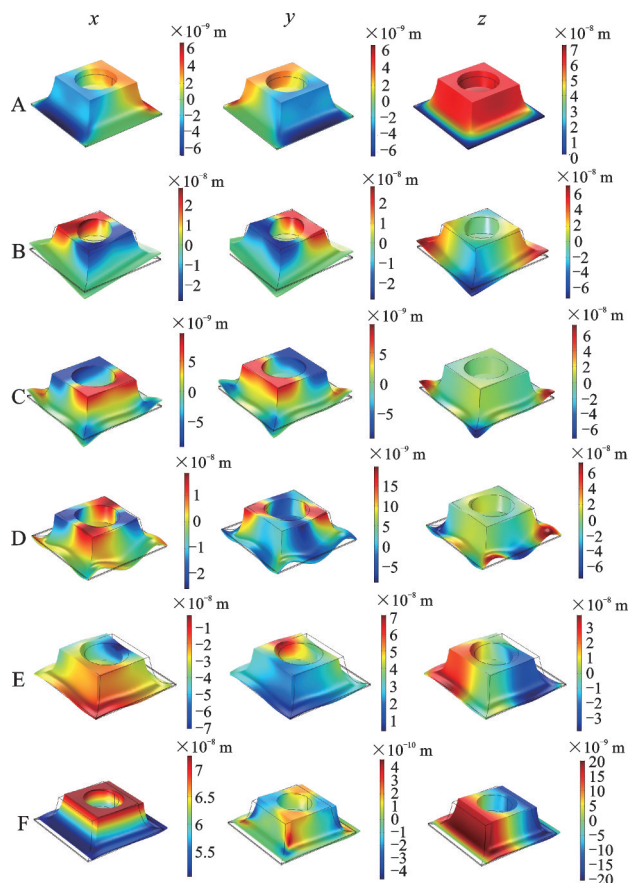 x y z
×10⁻⁹ m ×10⁻⁹ m ×10⁻⁸ m
A
6 4 2 0 −2 −4 −6
6 4 2 0 −2 −4 −6
7 6 5 4 3 2 1 0
×10⁻⁸ m ×10⁻⁸ m ×10⁻⁸ m
B
2 1 0 −1 −2
2 1 0 −1 −2
6 4 2 0 −2 −4 −6
×10⁻⁹ m ×10⁻⁹ m ×10⁻⁸ m
C
5 0 −5
5 0 −5
6 4 2 0 −2 −4 −6
×10⁻⁸ m ×10⁻⁹ m ×10⁻⁸ m
D
1 0 −1 −2
15 10 5 0 −5
6 4 2 0 −2 −4 −6
×10⁻⁸ m ×10⁻⁸ m ×10⁻⁸ m
E
−1 −2 −3 −4 −5 −6 −7
7 6 5 4 3 2 1
3 2 1 0 −1 −2 −3
×10⁻⁸ m ×10⁻¹⁰ m ×10⁻⁹ m
F
7 6.5 6 5.5 5.0
4 3 2 1 0 −1 −2 −3 −4
20 15 10 5 0 −5 −10 −15 −20